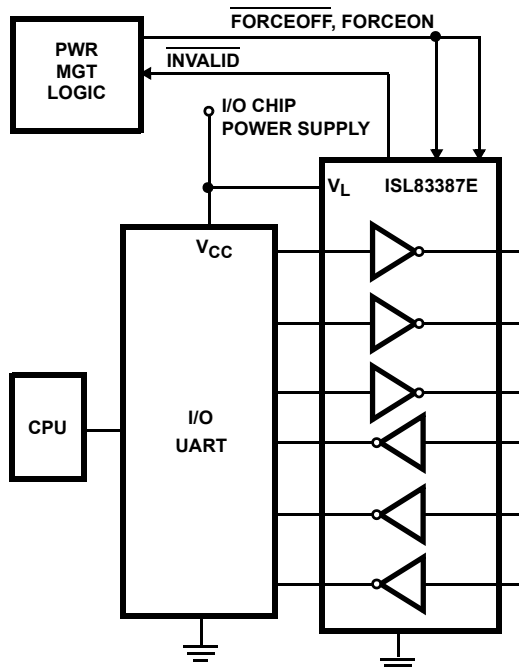 FORCEOFF, FORCEON
PWR
MGT
LOGIC
INVALID
I/O CHIP
POWER SUPPLY
VL
ISL83387E
VCC
CPU
I/O
UART